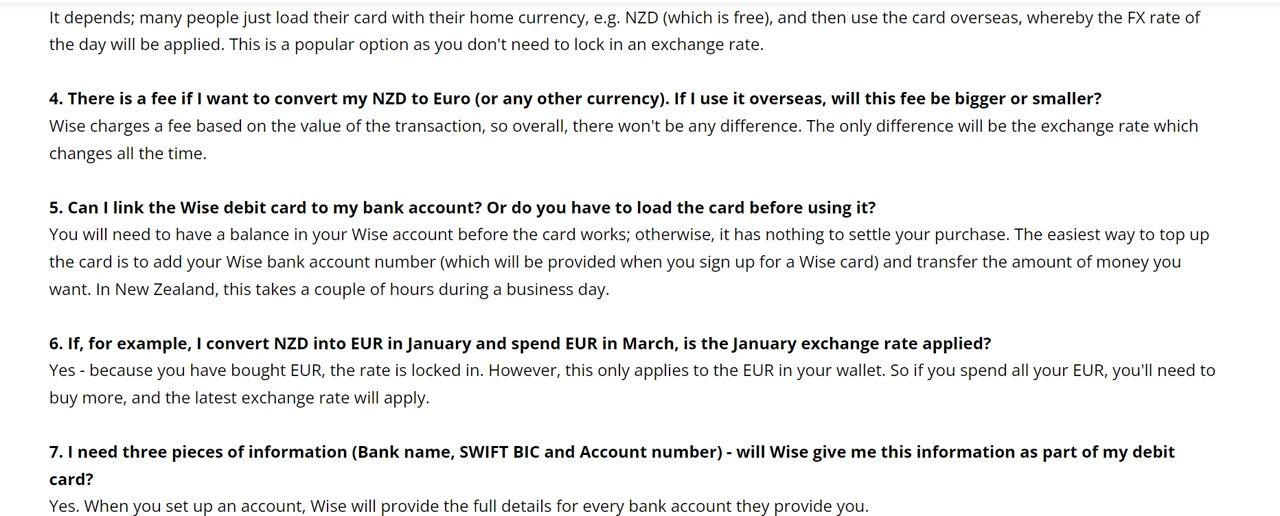 It depends; many people just load their card with their home currency, e.g. NZD (which is free), and then use the card overseas, whereby the FX rate of
the day will be applied. This is a popular option as you don't need to lock in an exchange rate.
4. There is a fee if I want to convert my NZD to Euro (or any other currency). If I use it overseas, will this fee be bigger or smaller?
Wise charges a fee based on the value of the transaction, so overall, there won't be any difference. The only difference will be the exchange rate which
changes all the time.
5. Can I link the Wise debit card to my bank account? Or do you have to load the card before using it?
You will need to have a balance in your Wise account before the card works; otherwise, it has nothing to settle your purchase. The easiest way to top up
the card is to add your Wise bank account number (which will be provided when you sign up for a Wise card) and transfer the amount of money you
want. In New Zealand, this takes a couple of hours during a business day.
6. If, for example, I convert NZD into EUR in January and spend EUR in March, is the January exchange rate applied?
Yes - because you have bought EUR, the rate is locked in. However, this only applies to the EUR in your wallet. So if you spend all your EUR, you'll need to
buy more, and the latest exchange rate will apply.
7. I need three pieces of information (Bank name, SWIFT BIC and Account number) - will Wise give me this information as part of my debit
card?
Yes. When you set up an account, Wise will provide the full details for every bank account they provide you.